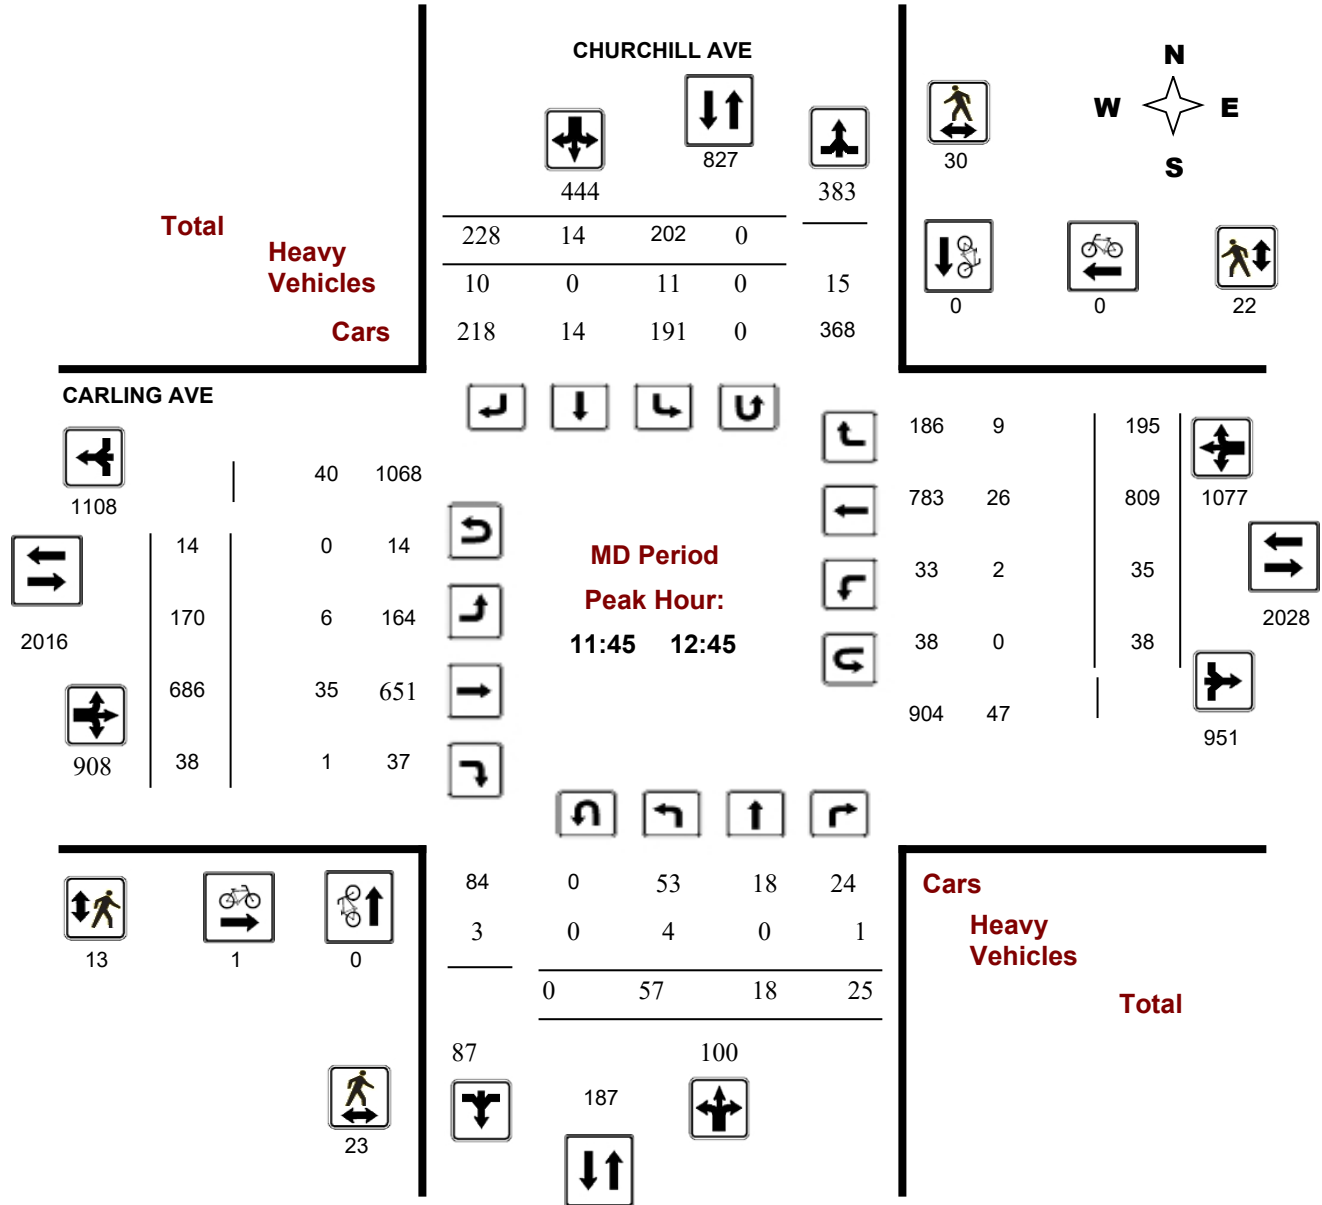 CHURCHILL AVE
N
W E
S
827
30
444 383
Total
228 14 202 0
Heavy
Vehicles
10 0 11 0 15
0 0 22
Cars
218 14 191 0 368
CARLING AVE
186 9 195
40 1068
1108
783 26 809 1077
14 0 14
MD Period
33 2 35
Peak Hour:
170 6 164
2028
2016
11:45 12:45
38 0 38
686 35 651
904 47
951
908 38 1 37
84 0 53 18 24
Cars
3 0 4 0 1
Heavy
Vehicles
13 1 0
0 57 18 25
Total
87 100
187
23